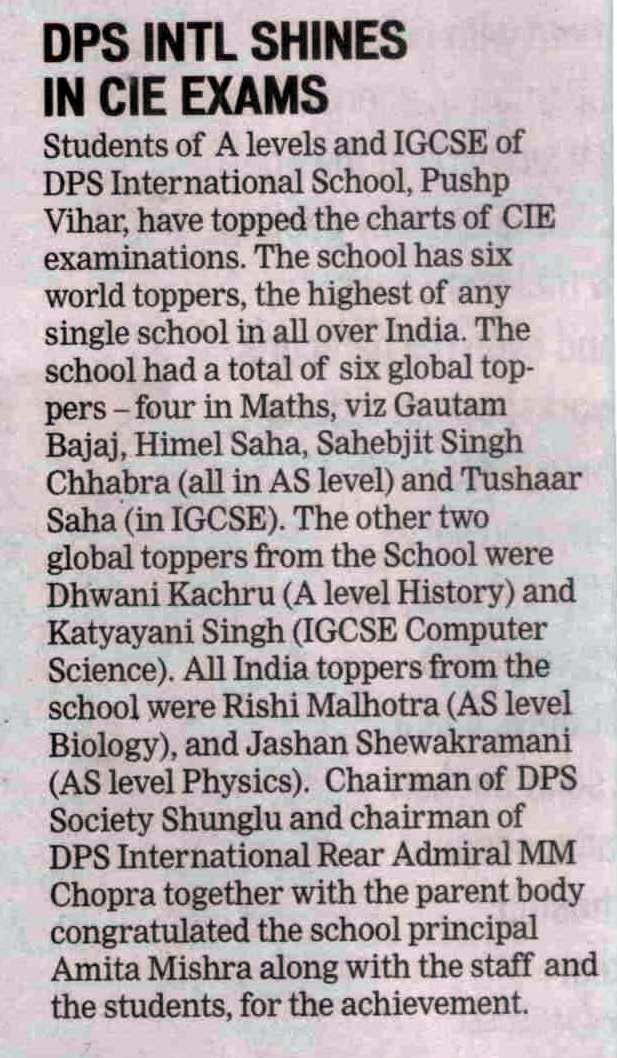 DPS INTL SHINES
IN CIE EXAMS
Students of A levels and IGCSE of
DPS International School, Pushp
Vihar, have topped the charts of CIE
examinations. The school has six
world toppers, the highest of any
single school in all over India. The
school had a total of six global top-
pers – four in Maths, viz Gautam
Bajaj, Himel Saha, Sahebjit Singh
Chhabra (all in AS level) and Tushaar
Saha (in IGCSE). The other two
global toppers from the School were
Dhwani Kachru (A level History) and
Katyayani Singh (IGCSE Computer
Science). All India toppers from the
school were Rishi Malhotra (AS level
Biology), and Jashan Shewakramani
(AS level Physics). Chairman of DPS
Society Shunglu and chairman of
DPS International Rear Admiral MM
Chopra together with the parent body
congratulated the school principal
Amita Mishra along with the staff and
the students, for the achievement.